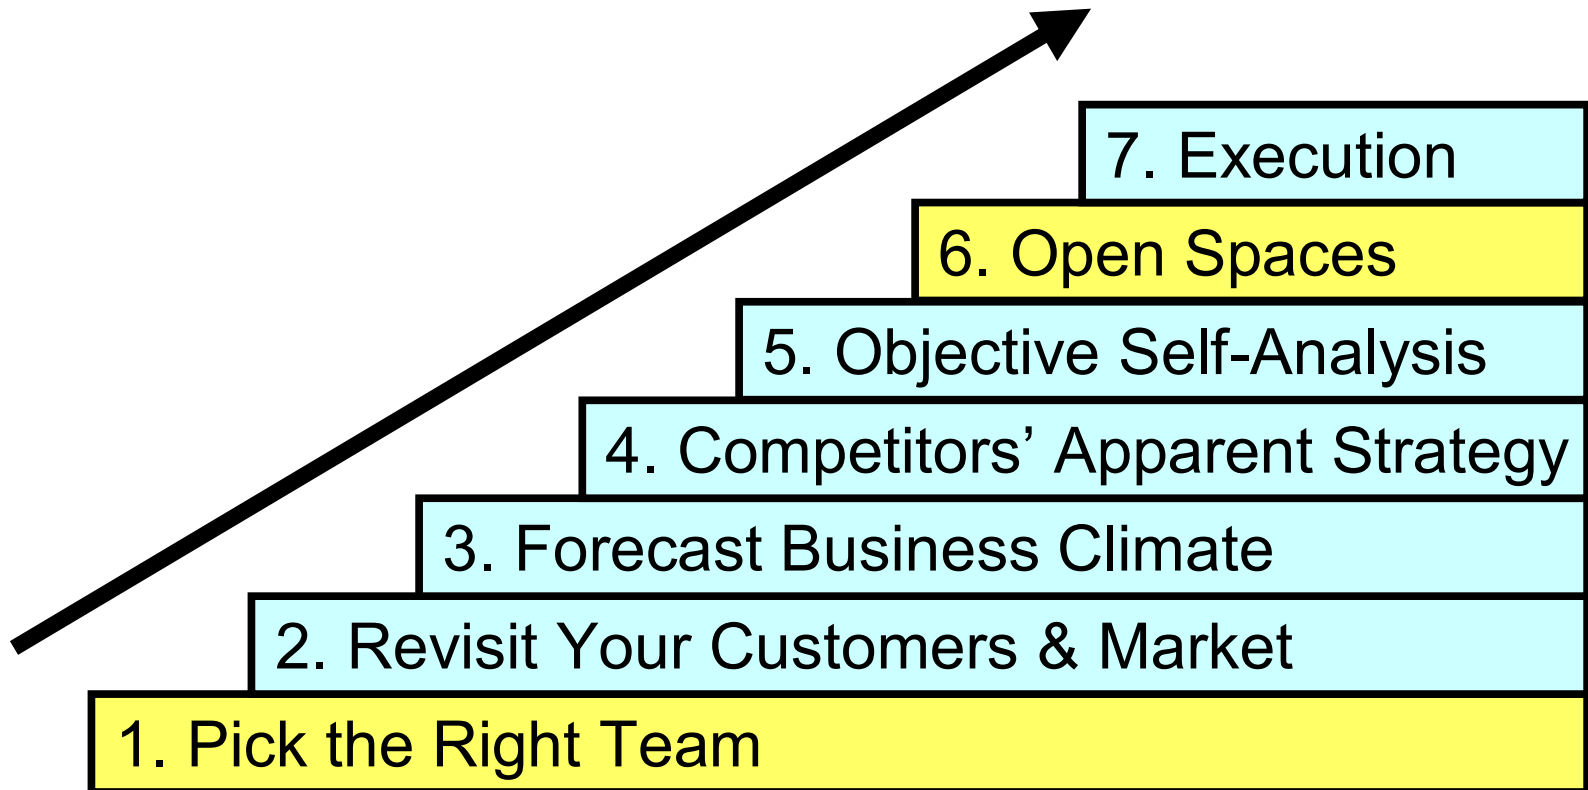 7. Execution
6. Open Spaces
5. Objective Self-Analysis
4. Competitors’ Apparent Strategy
3. Forecast Business Climate
2. Revisit Your Customers & Market
1. Pick the Right Team